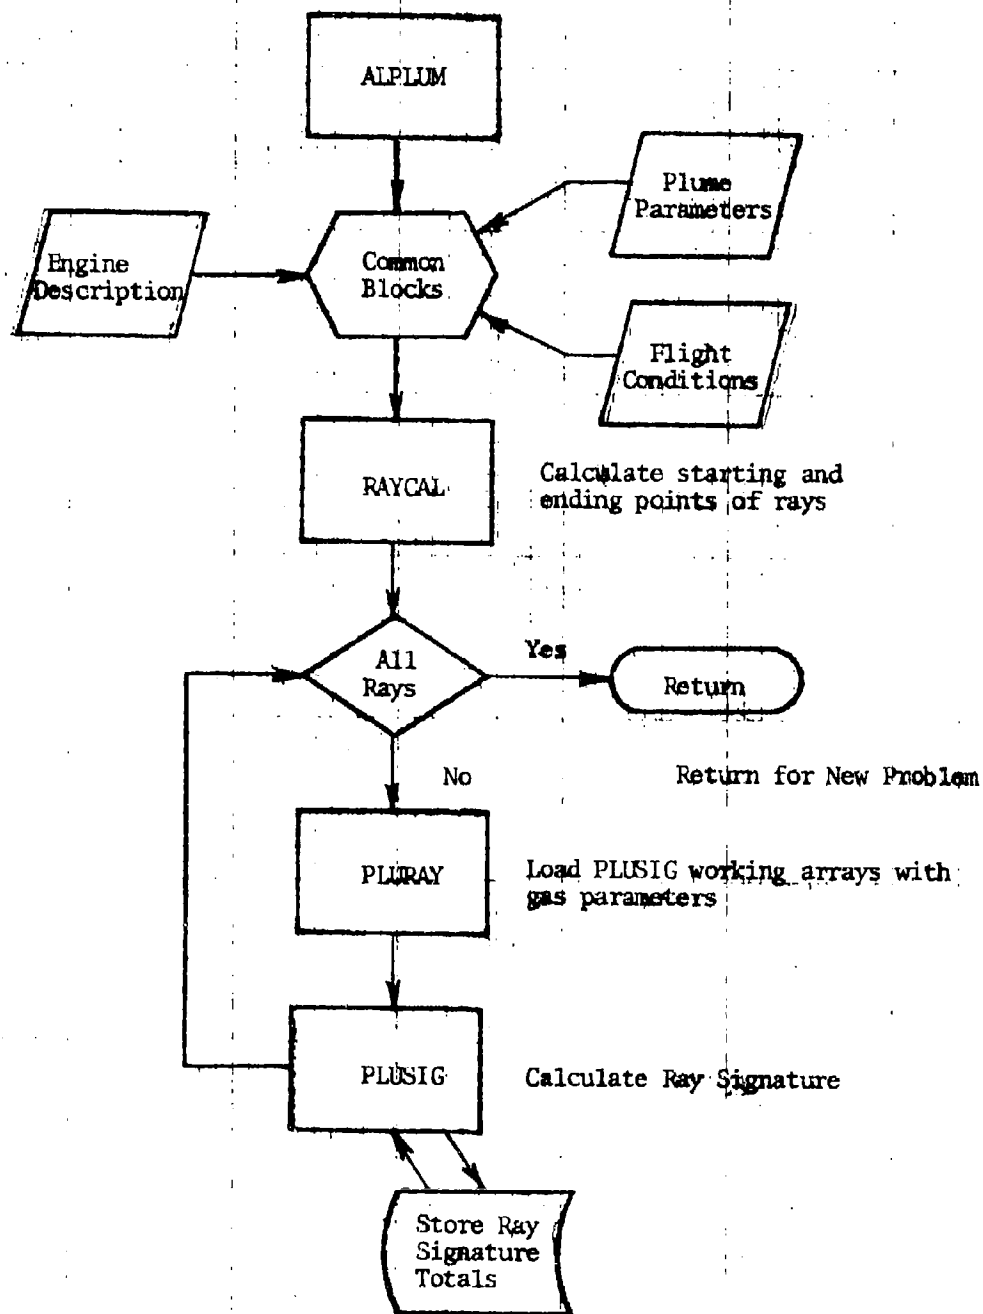 ALPLUM
Plume
Parameters
Engine
Description
Common
Blocks
Flight
Conditions
RAYCAL
Calculate starting and
ending points of rays
All
Rays
Yes
Return
No
Return for New Problem
PLURAY
Load PLUSIG working arrays with
gas parameters
PLUSIG
Calculate Ray Signature
Store Ray
Signature
Totals